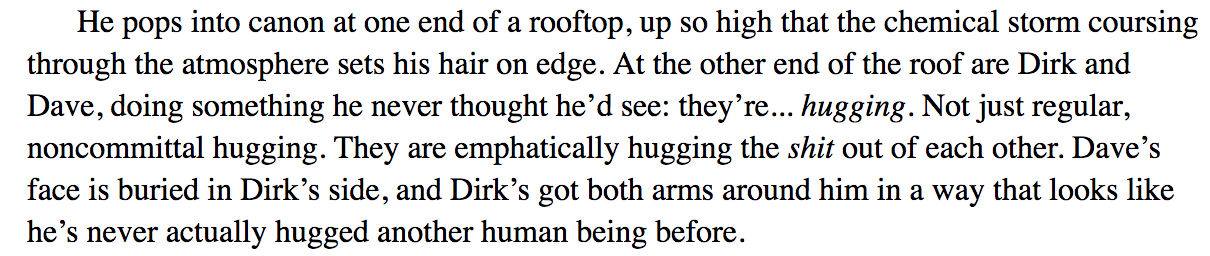 He pops into canon at one end of a rooftop, up so high that the chemical storm coursing
through the atmosphere sets his hair on edge. At the other end of the roof are Dirk and
Dave, doing something he never thought he’d see: they’re... hugging. Not just regular,
noncommittal hugging. They are emphatically hugging the shit out of each other. Dave’s
face is buried in Dirk’s side, and Dirk’s got both arms around him in a way that looks like
he’s never actually hugged another human being before.